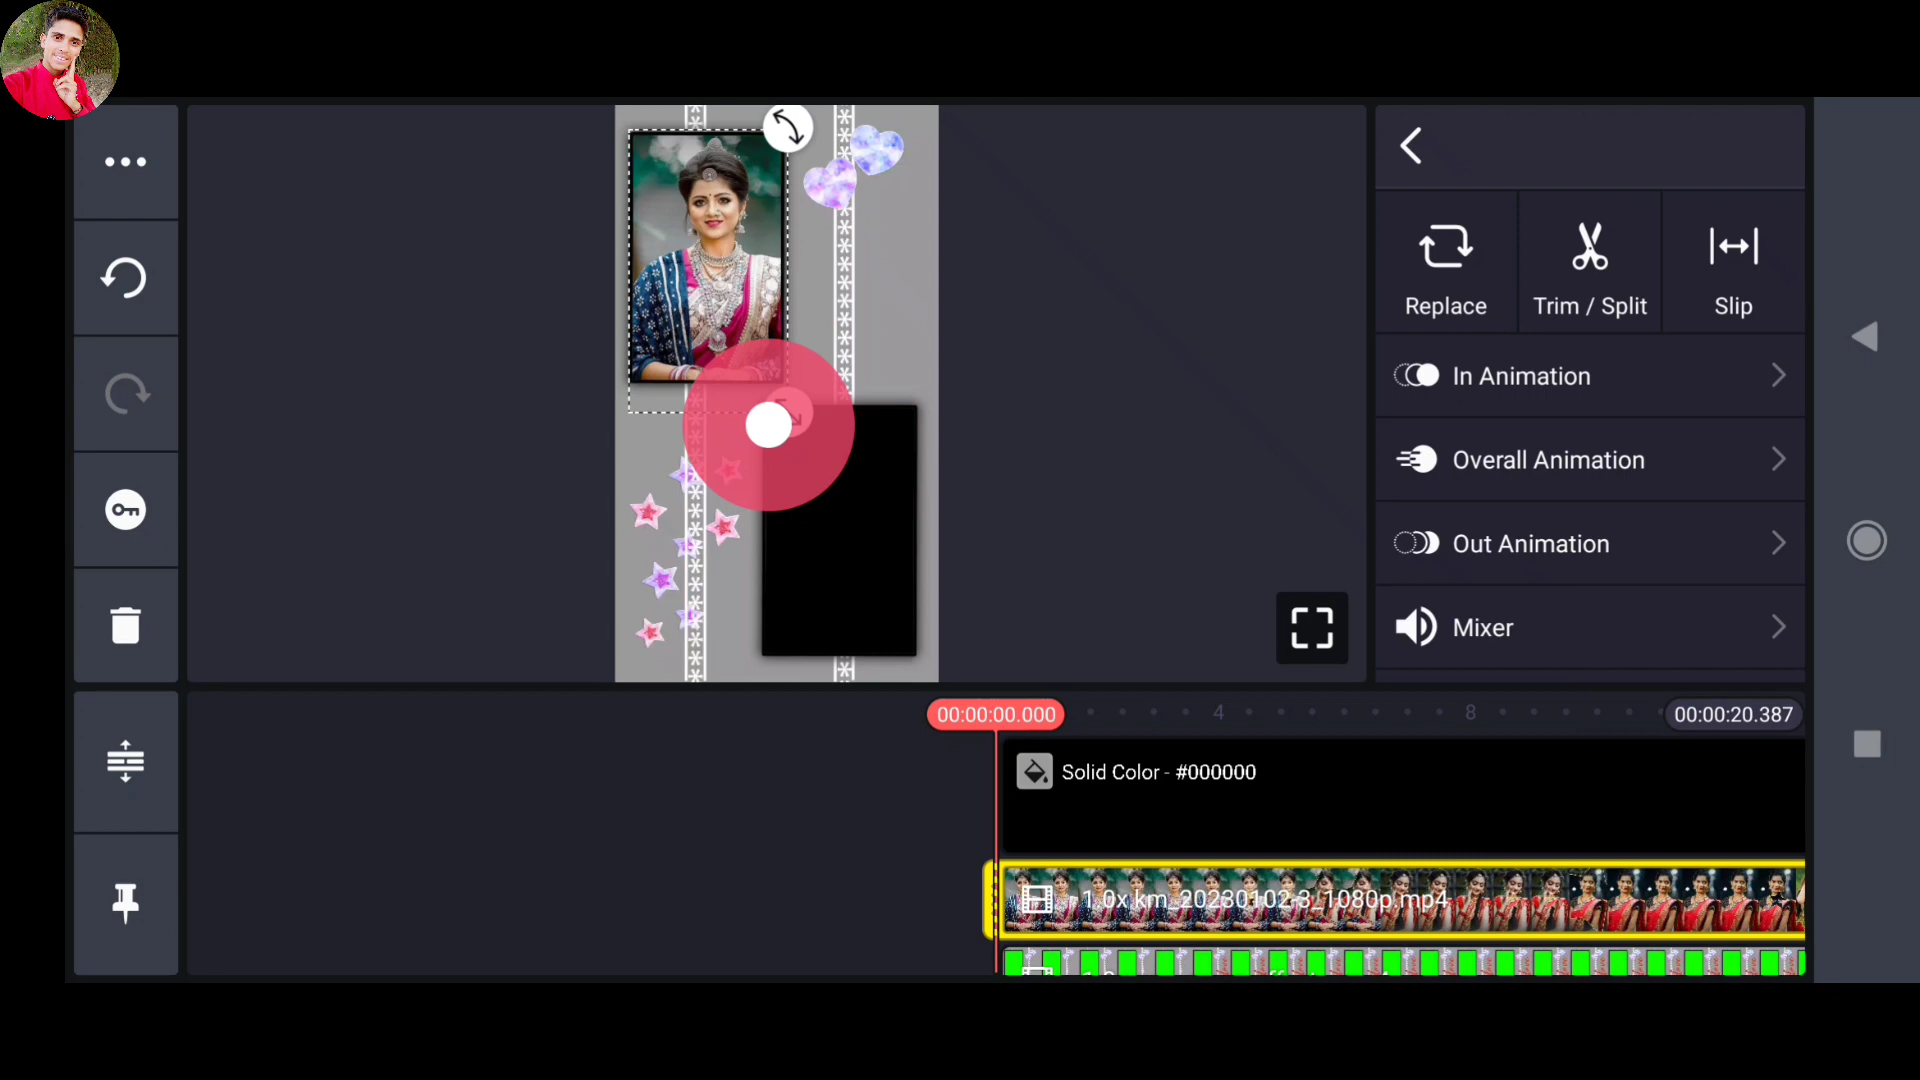 Replace
Trim / Split
Slip
In Animation
Overall Animation
Out Animation
Mixer
00:00:00.000
4
8
00:00:20.387
Solid Color - #000000
1.0x km_20230102-3_1080p.mp4